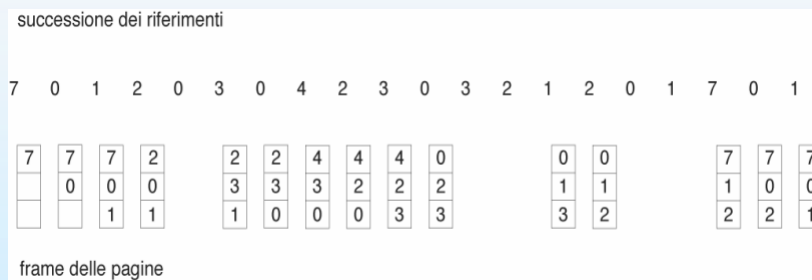 successione dei riferimenti
7 0 1 2 0 3 0 4 2 3 0 3 2 1 2 0 1 7 0 1
7 7 7 2 2 2 4 4 4 0 0 0 7 7 7
0 0 0 3 3 3 2 2 2 1 1 1 0 0
1 1 1 0 0 0 3 3 3 2 2 2 1
frame delle pagine